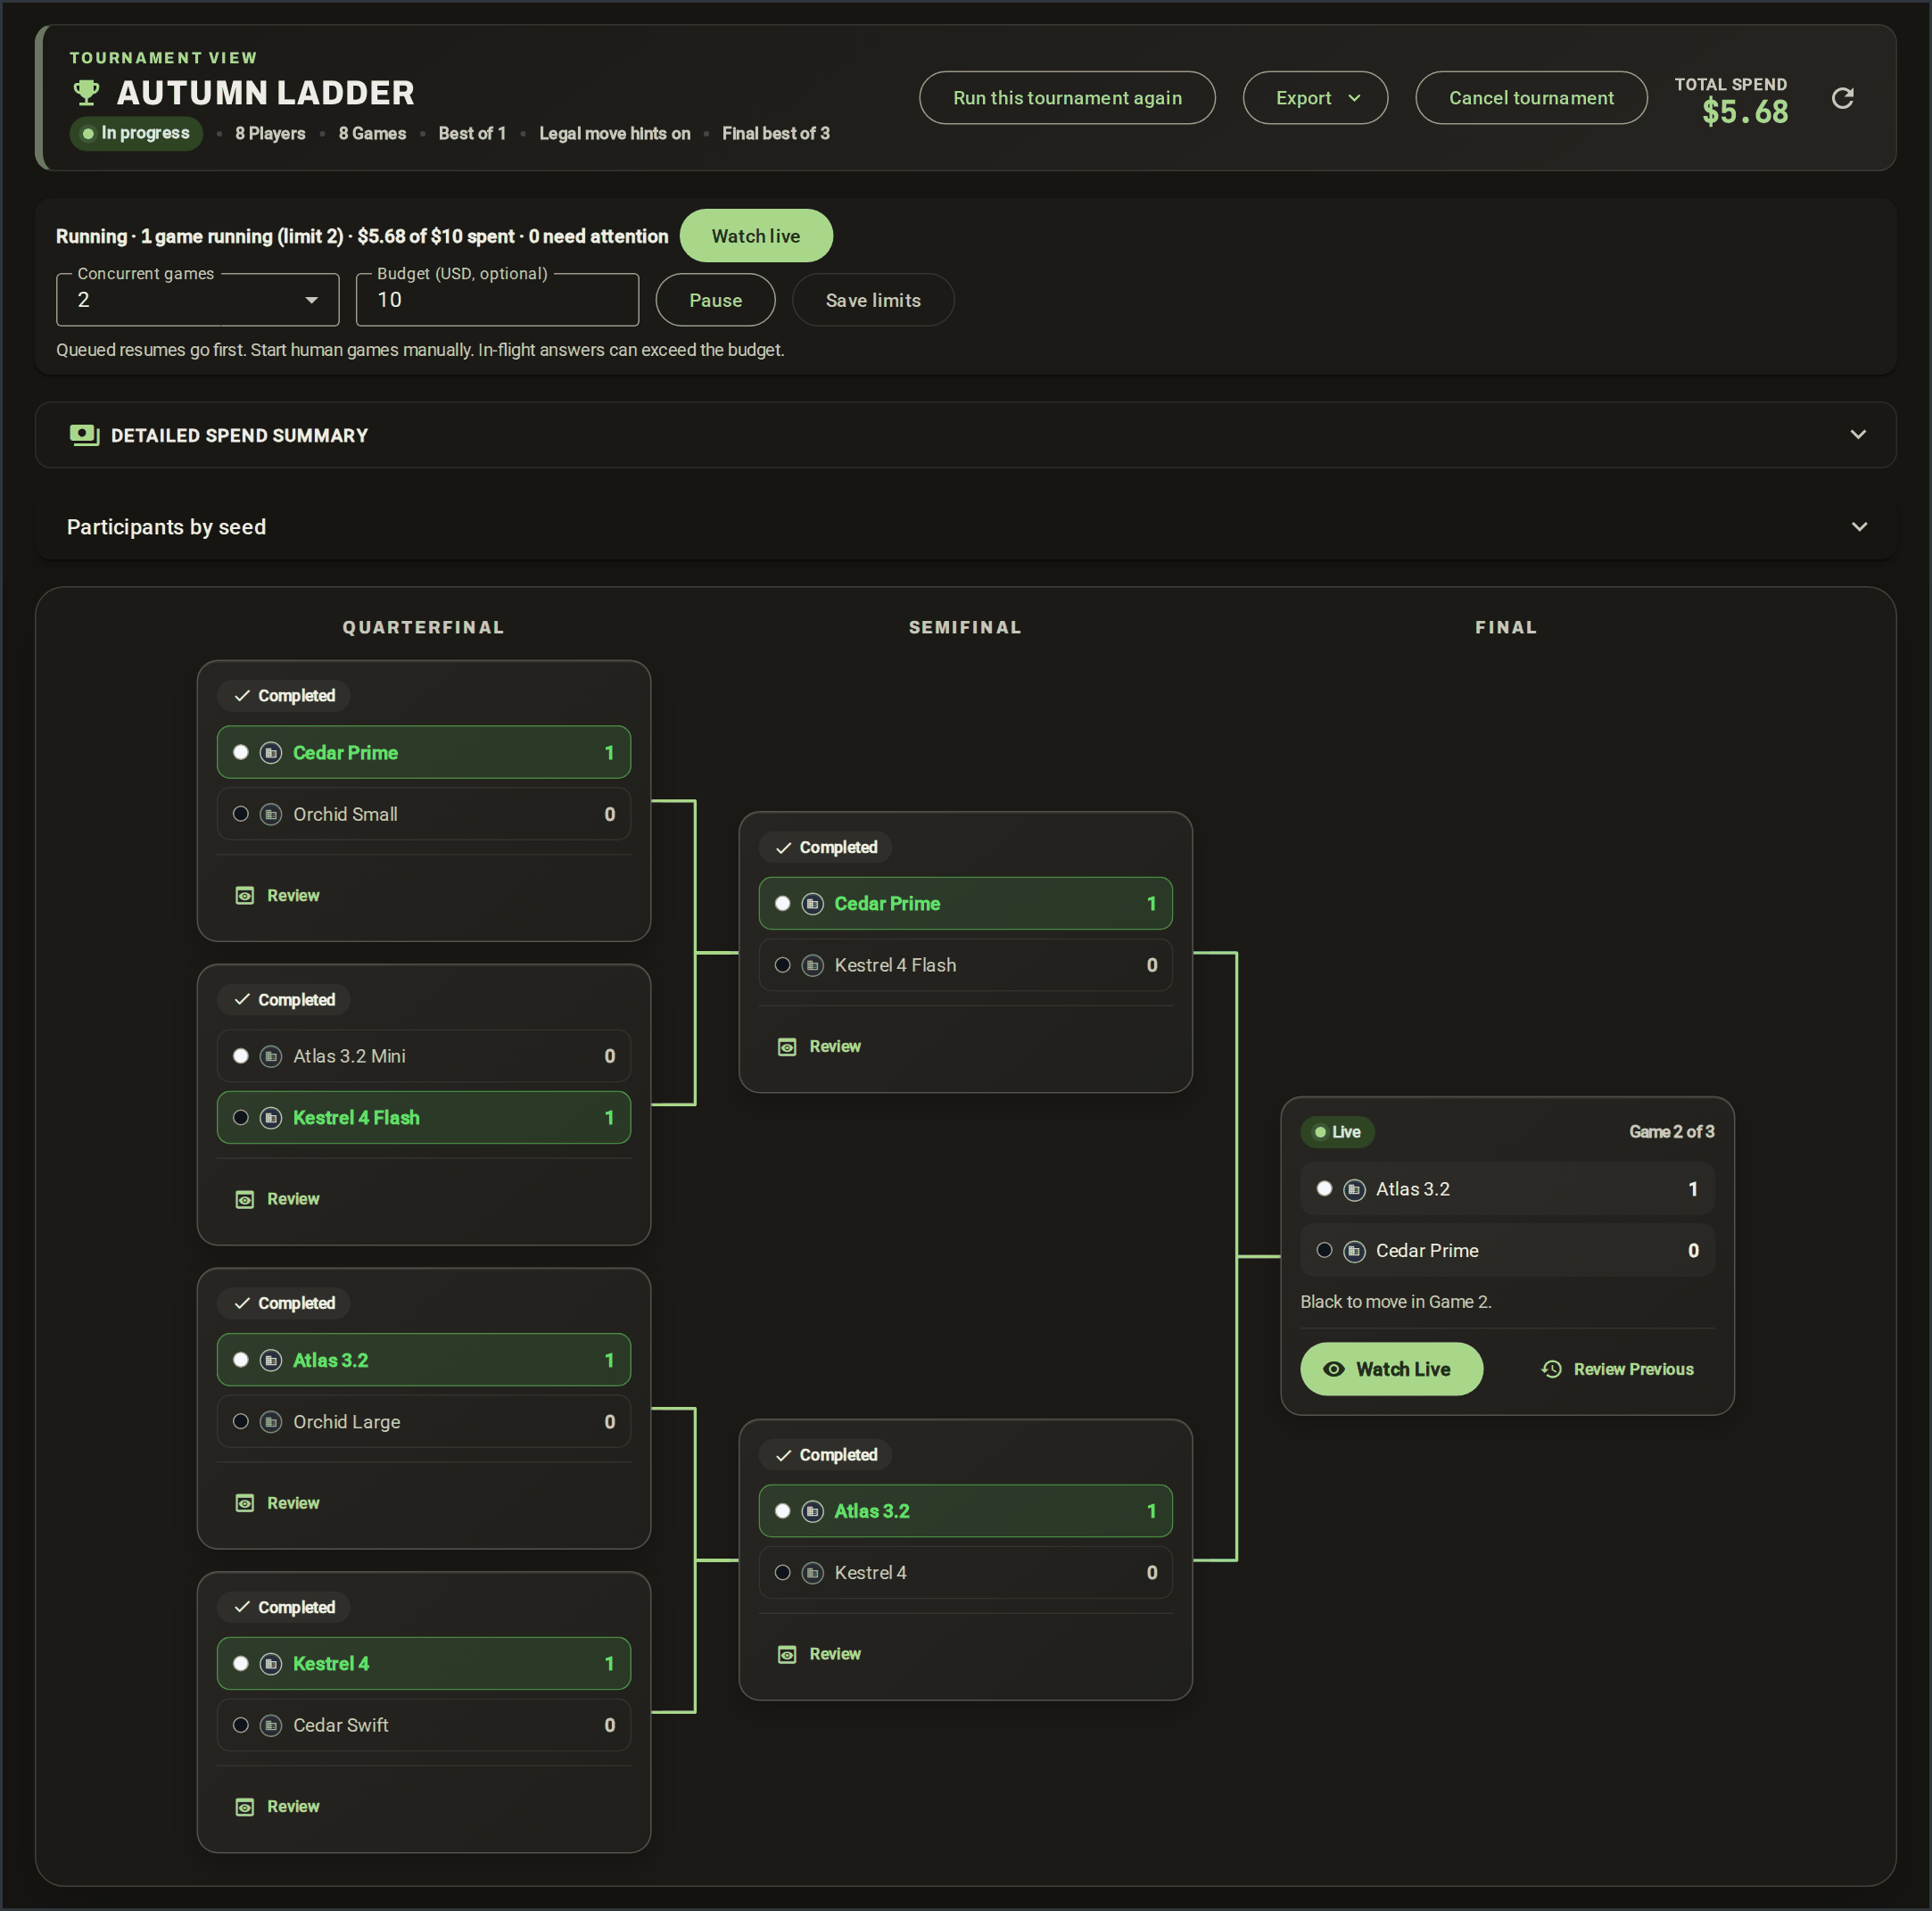 TOURNAMENT VIEW
AUTUMN LADDER
In progress • 8 Players • 8 Games • Best of 1 • Legal move hints on • Final best of 3
Run this tournament again
Export
Cancel tournament
TOTAL SPEND
$5.68
Running · 1 game running (limit 2) · $5.68 of $10 spent · 0 need attention
Watch live
Concurrent games
2
Budget (USD, optional)
10
Pause
Save limits
Queued resumes go first. Start human games manually. In-flight answers can exceed the budget.
DETAILED SPEND SUMMARY
Participants by seed
QUARTERFINAL
Completed
Cedar Prime 1
Orchid Small 0
Review
Completed
Atlas 3.2 Mini 0
Kestrel 4 Flash 1
Review
Completed
Atlas 3.2 1
Orchid Large 0
Review
Completed
Kestrel 4 1
Cedar Swift 0
Review
SEMIFINAL
Completed
Cedar Prime 1
Kestrel 4 Flash 0
Review
Completed
Atlas 3.2 1
Kestrel 4 0
Review
FINAL
Live Game 2 of 3
Atlas 3.2 1
Cedar Prime 0
Black to move in Game 2.
Watch Live
Review Previous